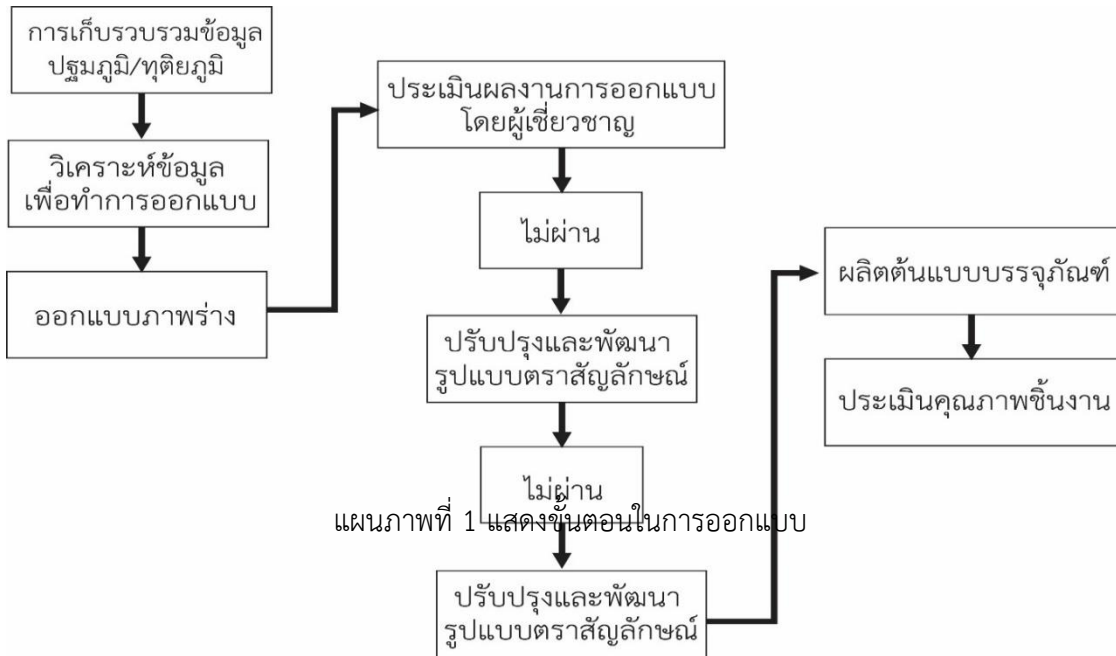 การเก็บรวบรวมข้อมูล
ปฐมภูมิ/ทุติยภูมิ
วิเคราะห์ข้อมูล
เพื่อทำการออกแบบ
ออกแบบภาพร่าง
ประเมินผลงานการออกแบบ
โดยผู้เชี่ยวชาญ
ไม่ผ่าน
ปรับปรุงและพัฒนา
รูปแบบตราสัญลักษณ์
ไม่ผ่าน
แผนภาพที่ 1 แสดงขั้นตอนในการออกแบบ
ปรับปรุงและพัฒนา
รูปแบบตราสัญลักษณ์
ผลิตต้นแบบบรรจุภัณฑ์
ประเมินคุณภาพชิ้นงาน